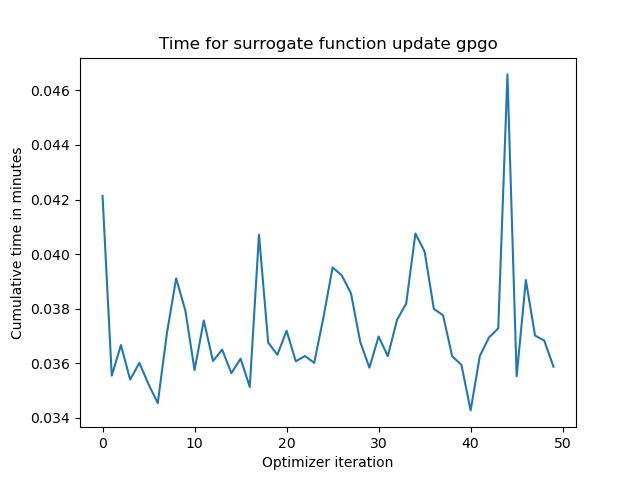 Time for surrogate function update gpgo
Cumulative time in minutes
0.046
0.044
0.042
0.040
0.038
0.036
0.034
0 10 20 30 40 50
Optimizer iteration